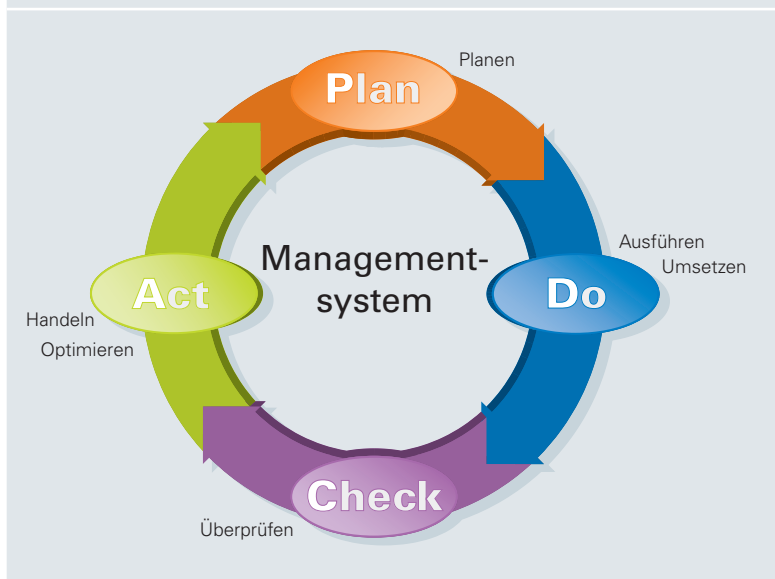 Plan
Planen
Do
Ausführen
Umsetzen
Management-
system
Act
Handeln
Optimieren
Check
Überprüfen